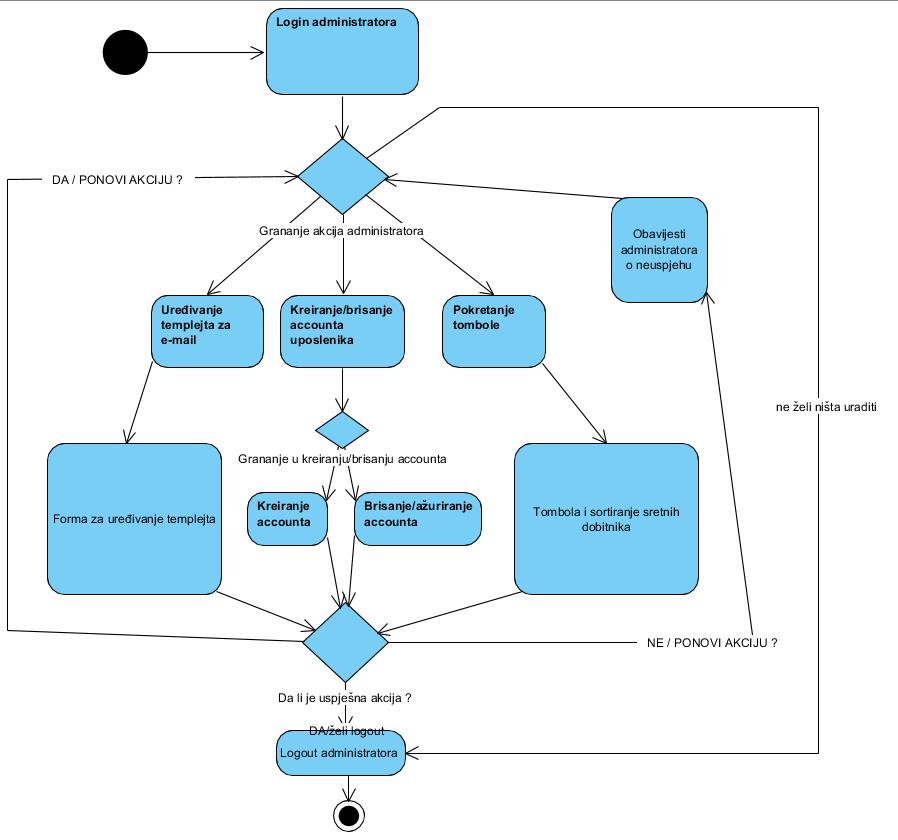 Login administratora
DA / PONOVI AKCIJU ?
Grananje akcija administratora
Obavijesti
administratora
o neuspjehu
Uređivanje
templejta za
e-mail
Kreiranje/brisanje
accounta
uposlenika
Pokretanje
tombole
ne želi ništa uraditi
Grananje u kreiranju/brisanju accounta
Forma za uređivanje templejta
Kreiranje
accounta
Brisanje/ažuriranje
accounta
Tombola i sortiranje sretnih
dobitnika
NE / PONOVI AKCIJU ?
Da li je uspješna akcija ?
DA/želi logout
Logout administratora